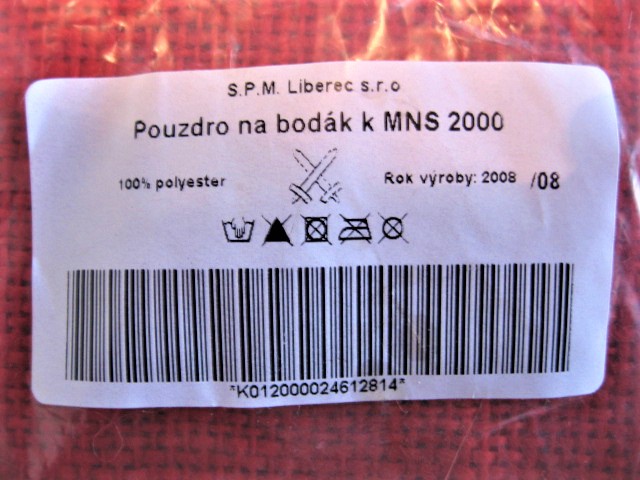 S.P.M. Liberec s.r.o
Pouzdro na bodák k MNS 2000
100% polyester
Rok výroby: 2008 /08
*K012000024612814*